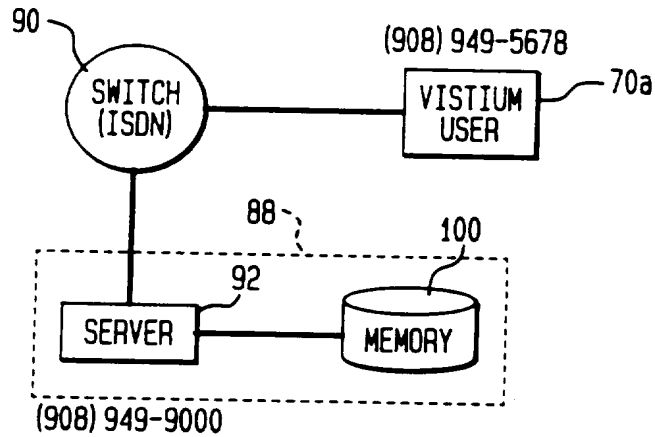 90
(908) 949-5678
SWITCH
(ISDN)
VISTIUM
USER
70a
88
100
92
SERVER
MEMORY
(908) 949-9000